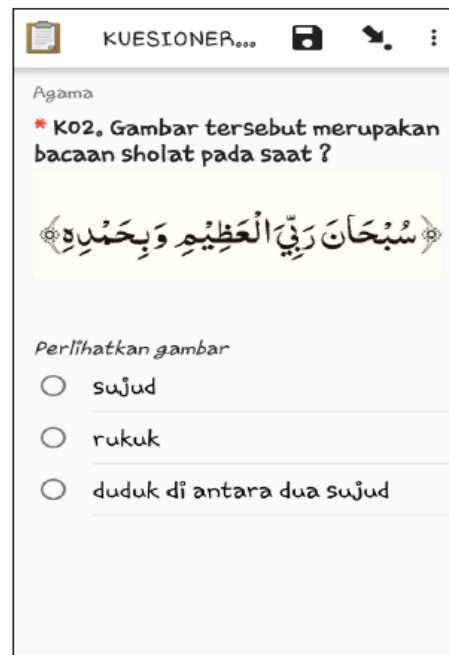 KUESIONER...
Agama
* K02. Gambar tersebut merupakan
bacaan sholat pada saat ?
﴿سُبْحَانَ رَبِّيَ الْعَظِيْمِ وَبِحَمْدِهِ﴾
Perlihatkan gambar
sujud
rukuk
duduk di antara dua sujud